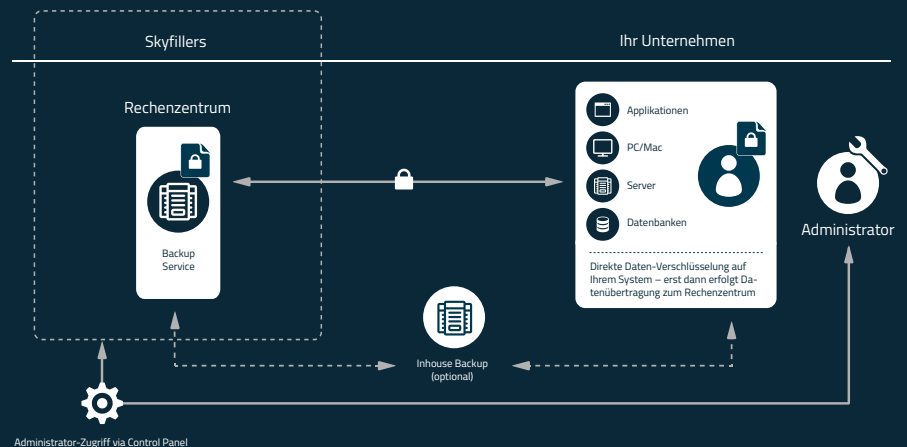 Skyfillers
Ihr Unternehmen
Rechenzentrum
Backup
Service
Applikationen
PC/Mac
Server
Datenbanken
Direkte Daten-Verschlüsselung auf
Ihrem System – erst dann erfolgt Da-
tenübertragung zum Rechenzentrum
Administrator
Inhouse Backup
(optional)
Administrator-Zugriff via Control Panel